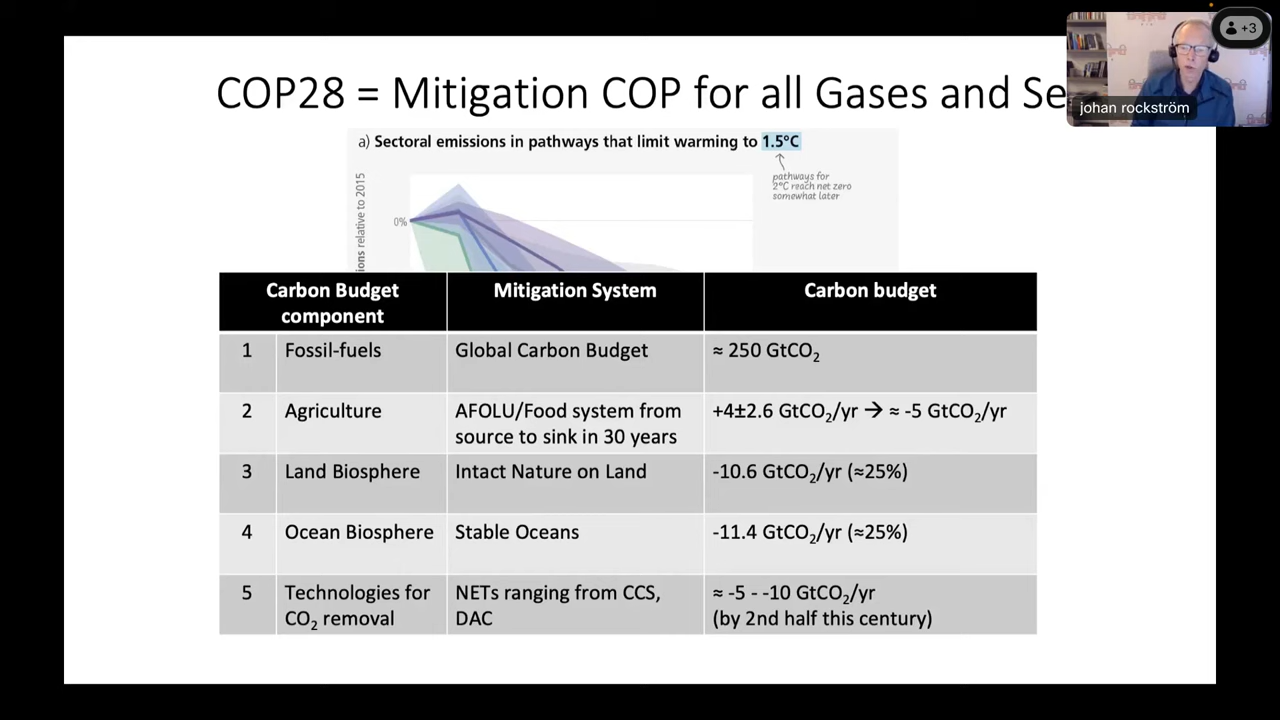 COP28 = Mitigation COP for all Gases and Se
+3
johan rockström
a) Sectoral emissions in pathways that limit warming to 1.5°C
pathways for
2°C reach net zero
somewhat later
relative to 2015
0%
Carbon Budget component Mitigation System Carbon budget
1 Fossil-fuels Global Carbon Budget ≈ 250 GtCO₂
2 Agriculture AFOLU/Food system from source to sink in 30 years +4±2.6 GtCO₂/yr → ≈ -5 GtCO₂/yr
3 Land Biosphere Intact Nature on Land -10.6 GtCO₂/yr (≈25%)
4 Ocean Biosphere Stable Oceans -11.4 GtCO₂/yr (≈25%)
5 Technologies for CO₂ removal NETs ranging from CCS, DAC ≈ -5 - -10 GtCO₂/yr (by 2nd half this century)